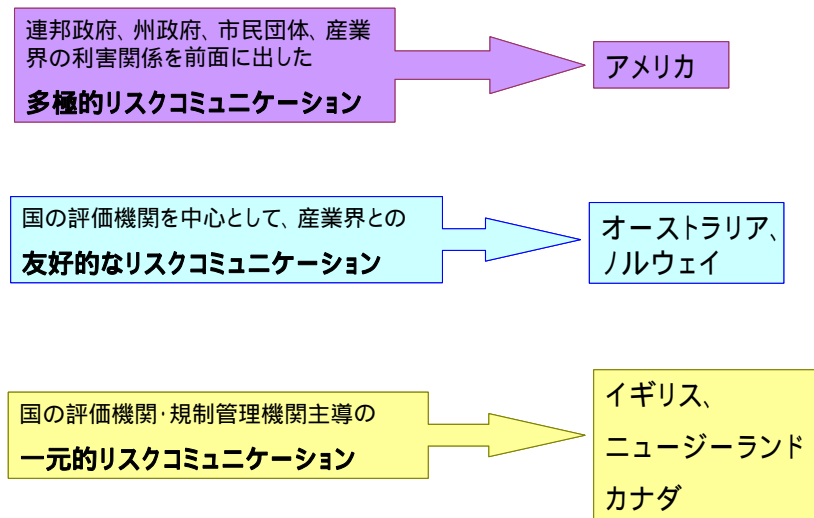 連邦政府、州政府、市民団体、産業
界の利害関係を前面に出した
多極的リスクコミュニケーション
アメリカ
国の評価機関を中心として、産業界との
友好的なリスクコミュニケーション
オーストラリア、
ノルウェイ
国の評価機関・規制管理機関主導の
一元的リスクコミュニケーション
イギリス、
ニュージーランド
カナダ